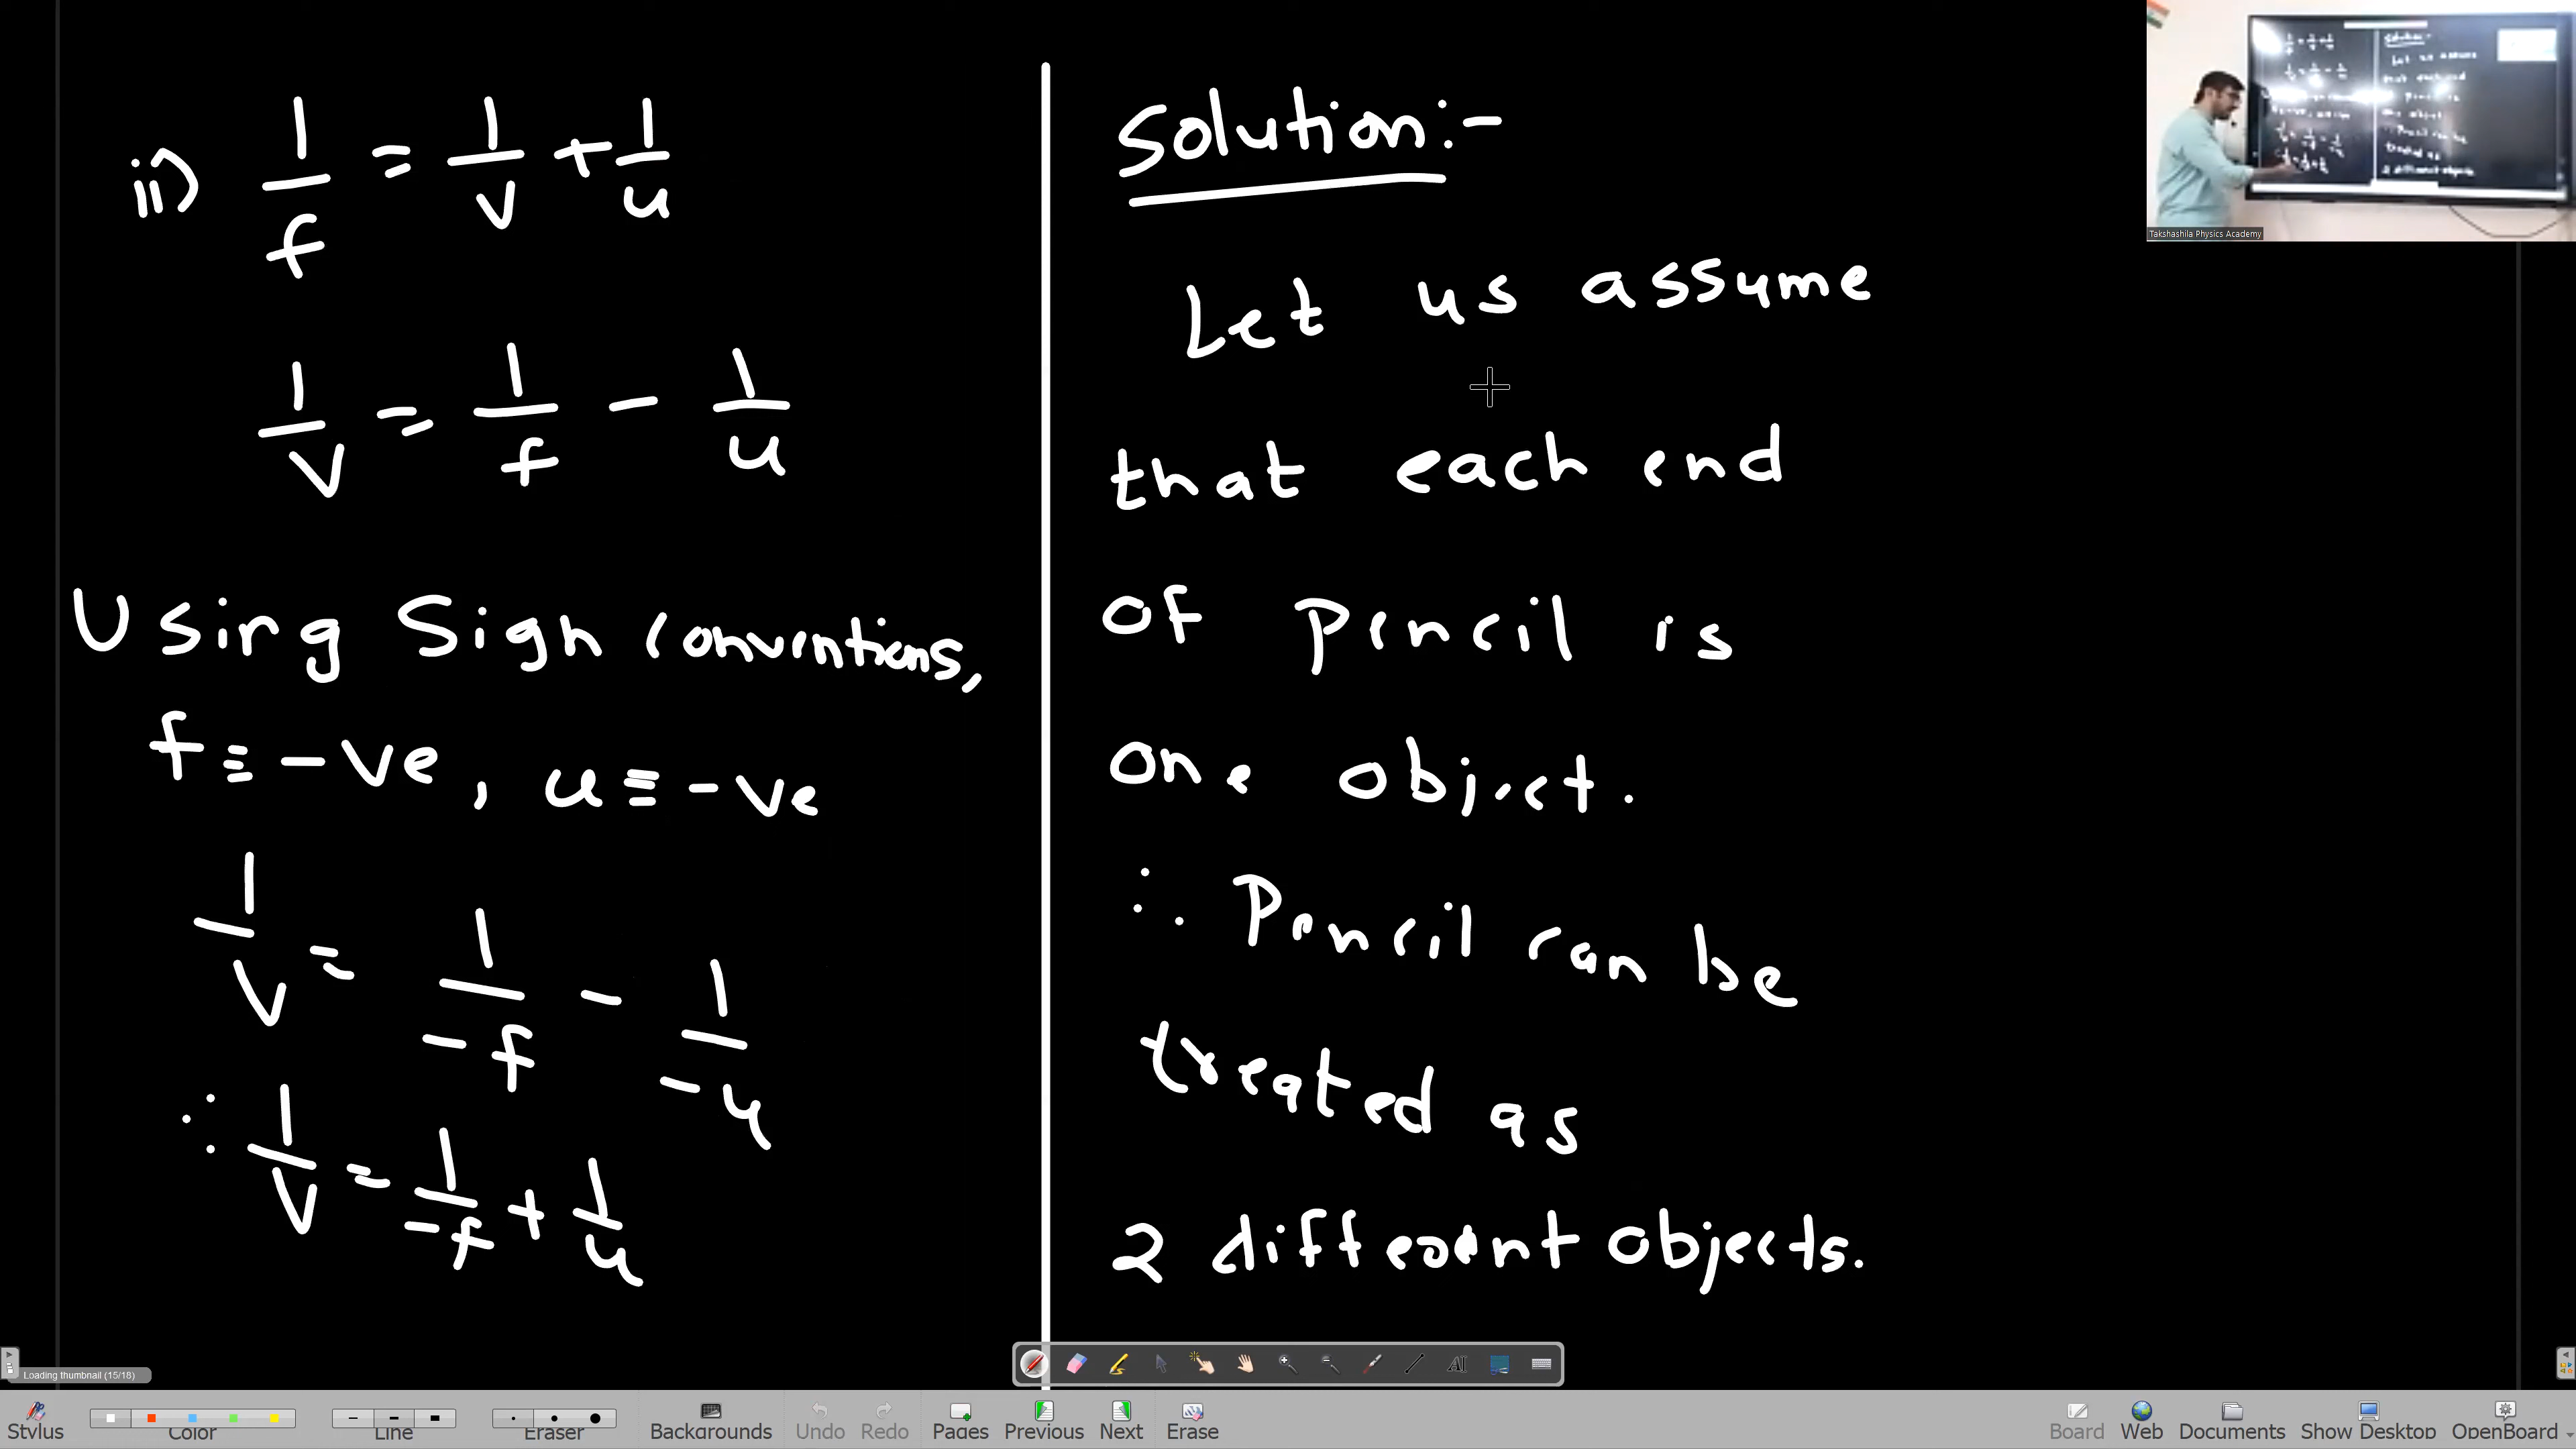 ii) 1/f = 1/v + 1/u
1/v = 1/f - 1/u
Using Sign conventions,
f ≡ -ve, u ≡ -ve
1/v = 1/-f - 1/-u
∴ 1/v = 1/-f + 1/u
Solution:-
Let us assume
that each end
of pencil is
one object.
∴ Pencil can be
treated as
2 different objects.
Takshashila Physics Academy
Loading thumbnail (15/18)
Stylus
Color
Line
Eraser
Backgrounds
Undo
Redo
Pages
Previous
Next
Erase
Board
Web
Documents
Show Desktop
OpenBoard